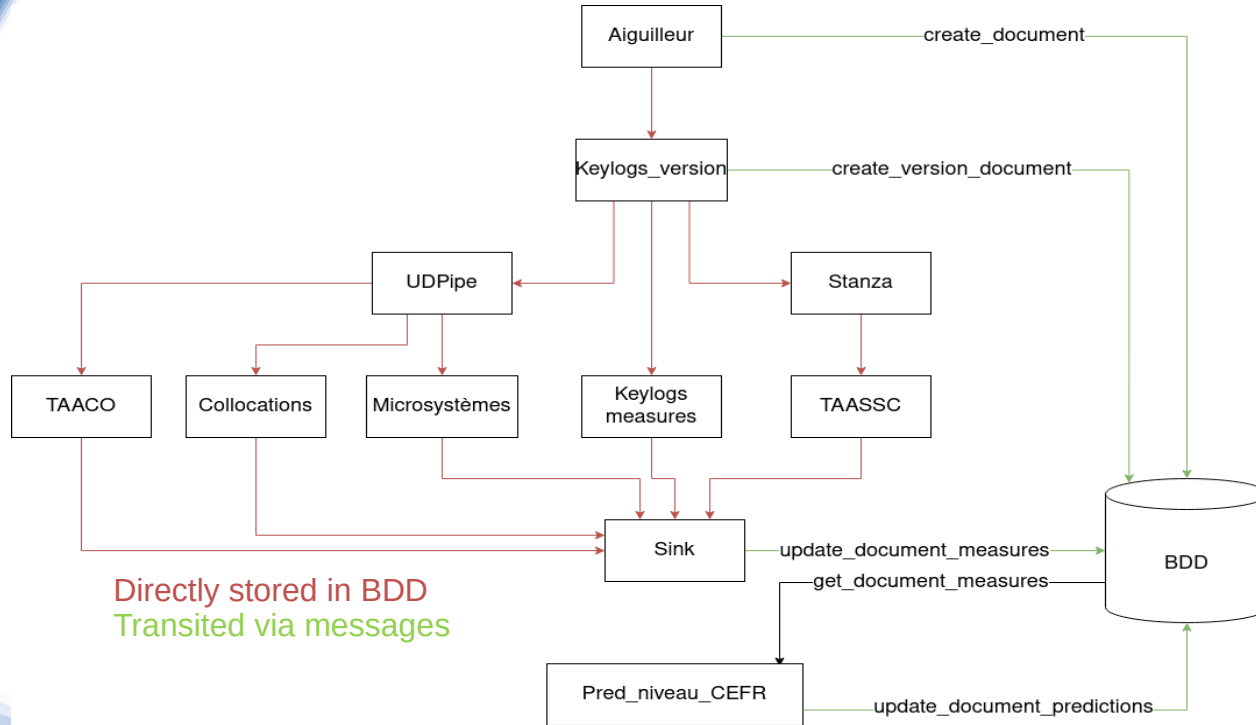 Aiguilleur
create_document
Keylogs_version
create_version_document
UDPipe
Stanza
TAACO
Collocations
Microsystèmes
Keylogs
measures
TAASSC
Sink
update_document_measures
BDD
get_document_measures
Directly stored in BDD
Transited via messages
Pred_niveau_CEFR
update_document_predictions